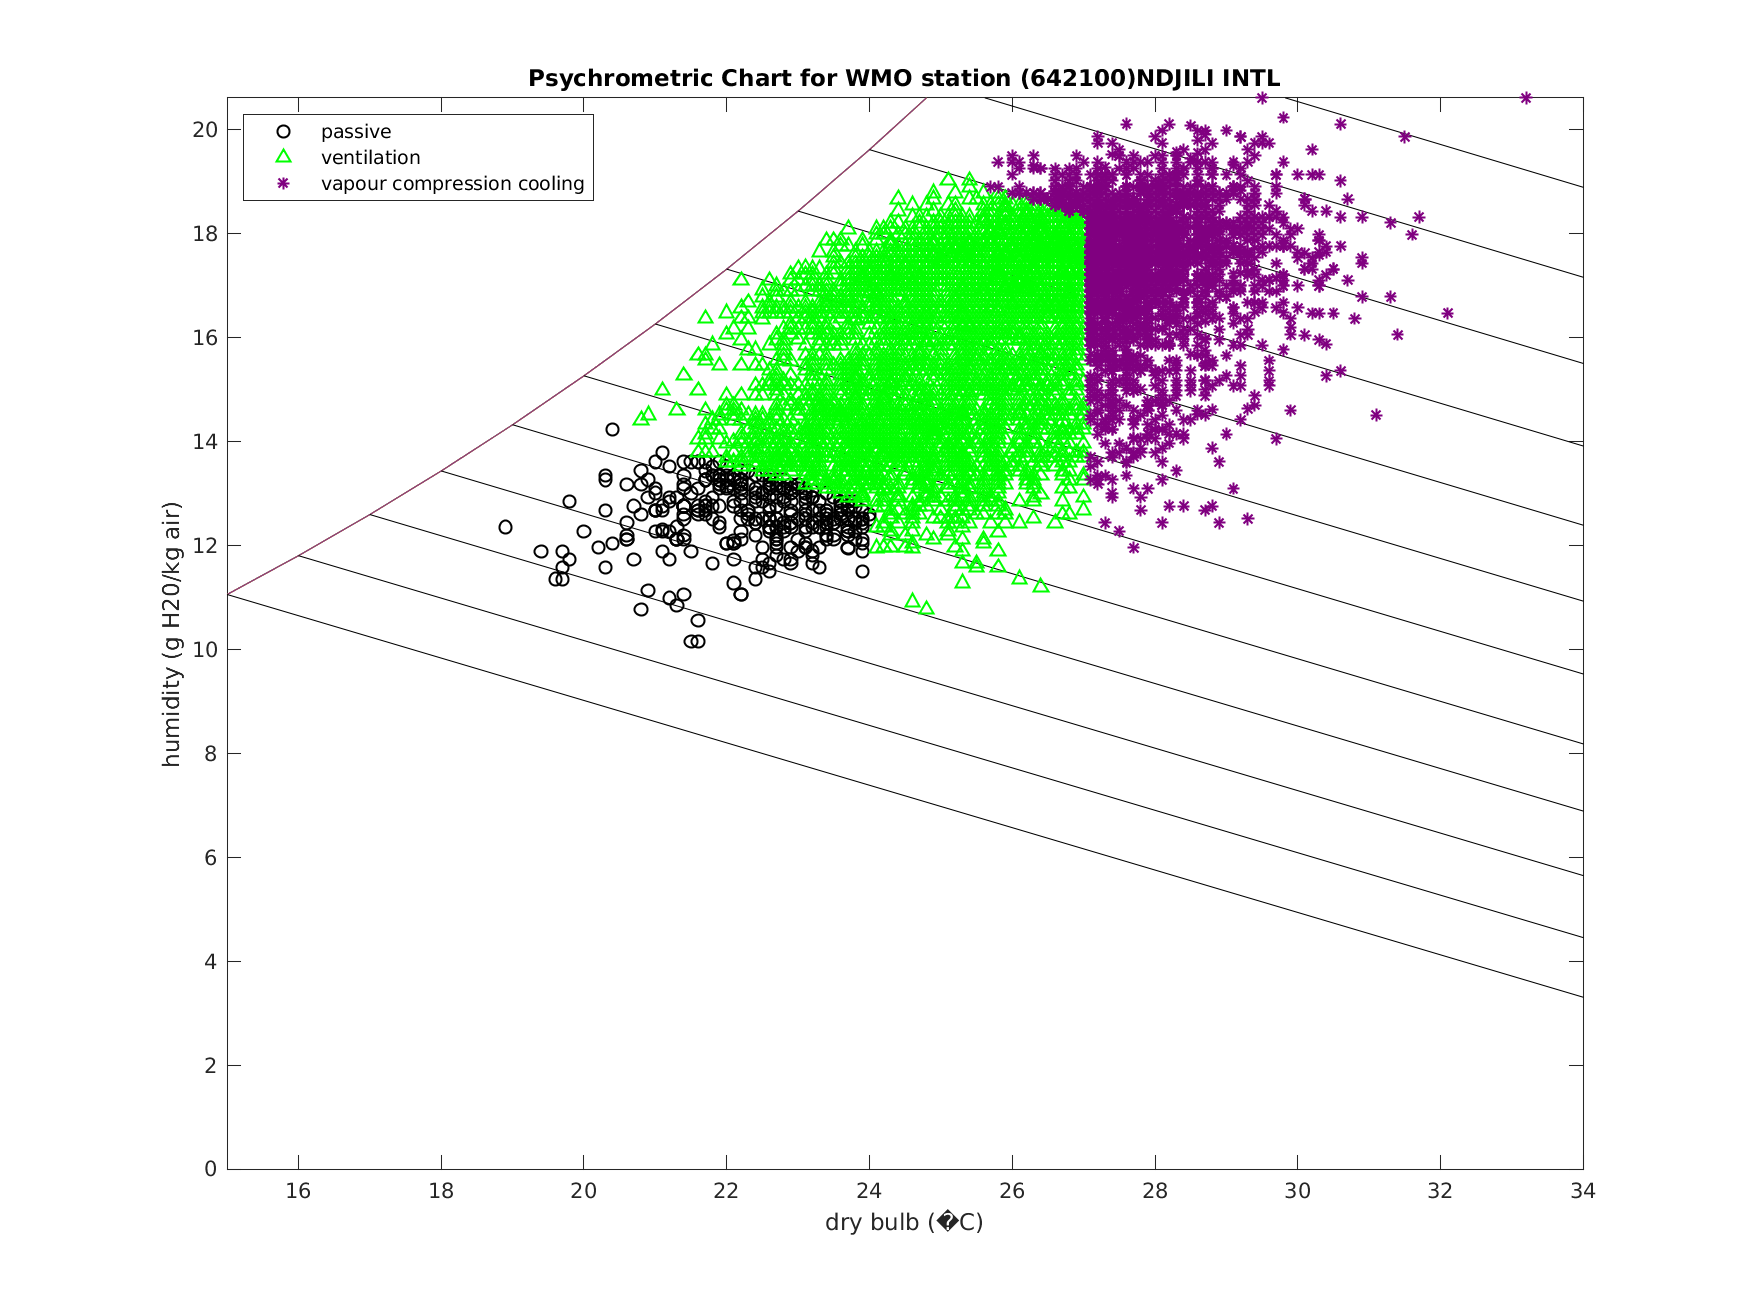 Psychrometric Chart for WMO station (642100)NDJILI INTL
passive
ventilation
vapour compression cooling
humidity (g H20/kg air)
20
18
16
14
12
10
8
6
4
2
0
16 18 20 22 24 26 28 30 32 34
dry bulb (�C)